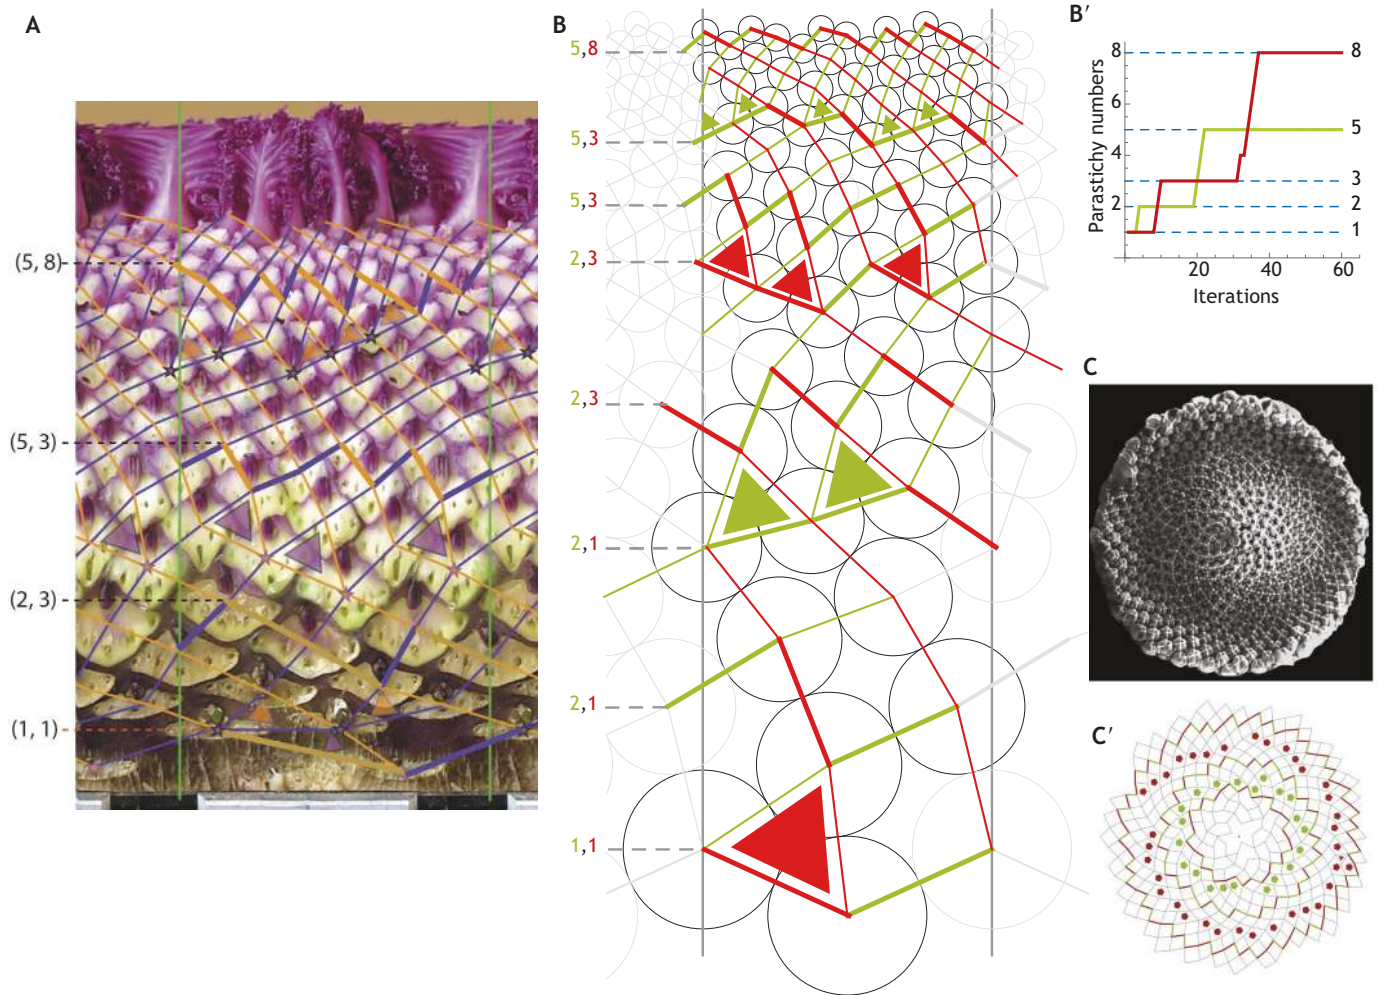 A
(5, 8)
(5, 3)
(2, 3)
(1, 1)
B
5,8
5,3
5,3
2,3
2,3
2,1
2,1
1,1
B′
Parastichy numbers
8
6
4
2
8
5
3
2
1
20 40 60
Iterations
C
C′